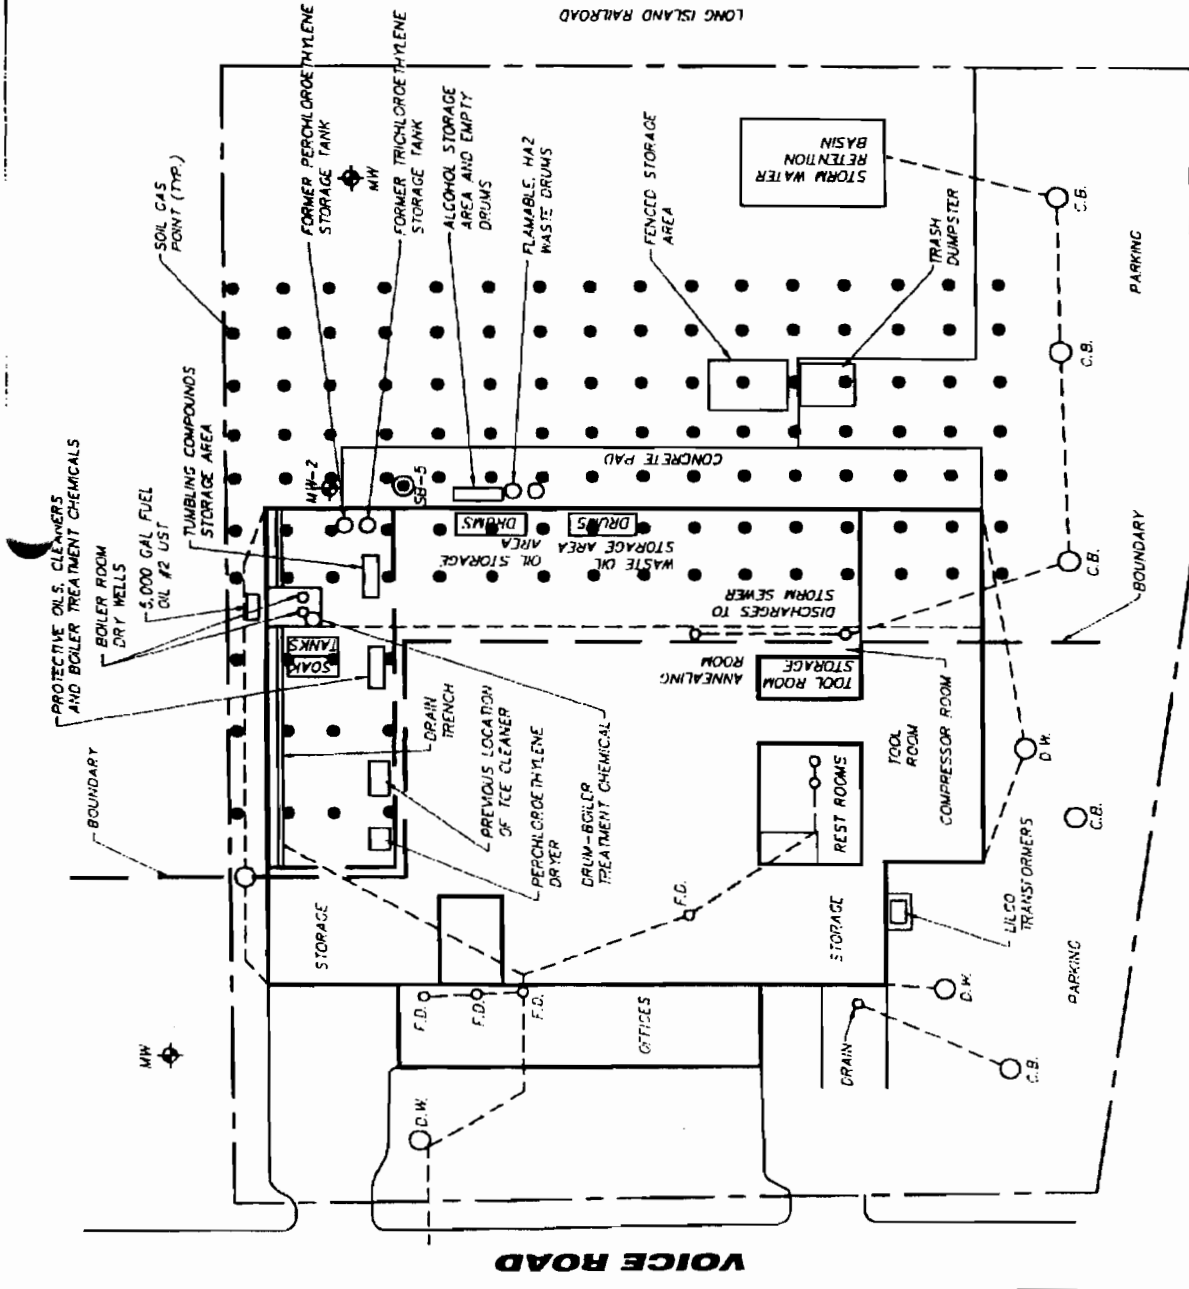 LONG ISLAND RAILROAD
SOIL GAS
POINT (TYP.)
FORMER PERCHLOROETHYLENE
STORAGE TANK
MW
FORMER TRICHLOROETHYLENE
STORAGE TANK
ALCOHOL STORAGE
AREA AND EMPTY
DRUMS
FLAMABLE, HAZ
WASTE DRUMS
FENCED STORAGE
AREA
STORM WATER
RETENTION
BASIN
TRASH
DUMPSTER
C.B.
PARKING
C.B.
C.B.
BOUNDARY
PROTECTIVE OILS, CLEANERS
AND BOILER TREATMENT CHEMICALS
BOILER ROOM
DRY WELLS
5,000 GAL FUEL
OIL #2 UST
TUMBLING COMPOUNDS
STORAGE AREA
MW-2
SB-5
CONCRETE PAD
DRUMS
OIL STORAGE
AREA
DRUMS
WASTE OIL
STORAGE AREA
DISCHARGES TO
STORM SEWER
SOAK
TANKS
ANNEALING
ROOM
TOOL ROOM
STORAGE
BOUNDARY
DRAIN
TRENCH
PREVIOUS LOCATION
OF TCE CLEANER
PERCHLOROETHYLENE
DRYER
DRUM-BOILER
TREATMENT CHEMICAL
REST ROOMS
TOOL
ROOM
COMPRESSOR ROOM
D.W.
C.B.
LILCO
TRANSFORMERS
STORAGE
F.D.
STORAGE
F.D.
F.D.
F.D.
OFFICES
D.W.
PARKING
DRAIN
C.B.
MW
D.W.
VOICE ROAD